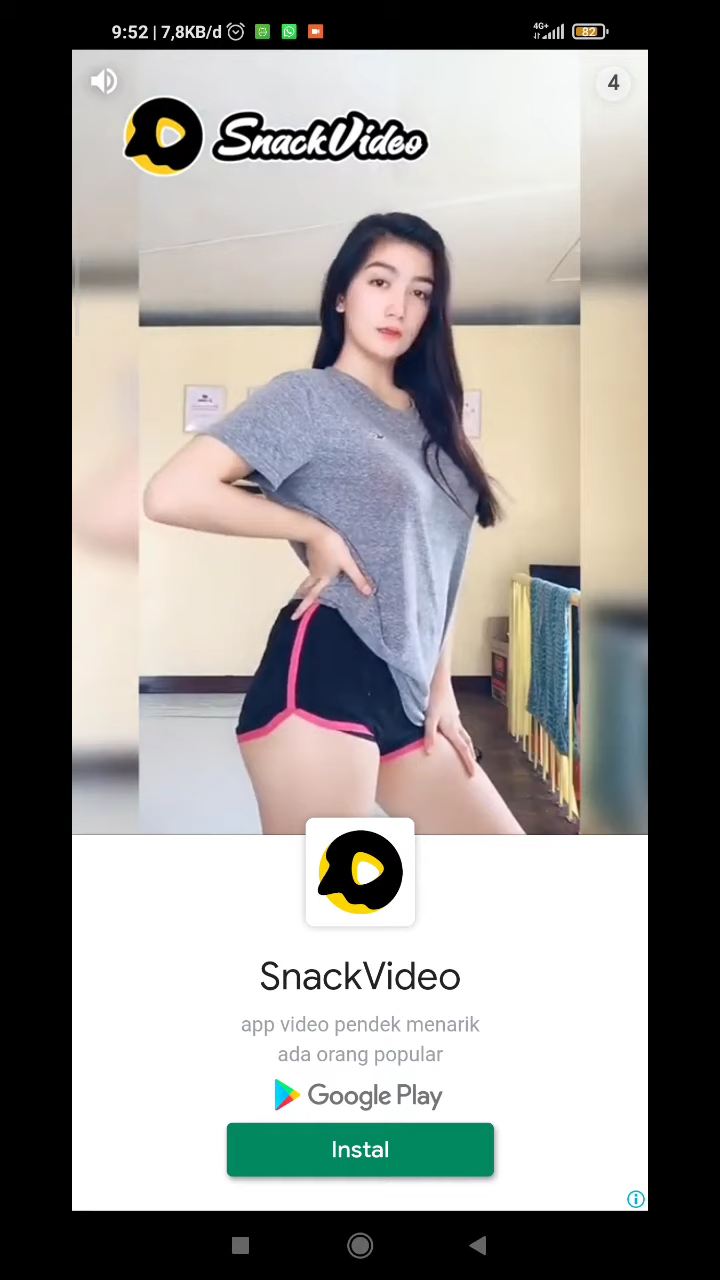 9:52 | 7,8KB/d
4G+
82
4
SnackVideo
SnackVideo
app video pendek menarik
ada orang popular
Google Play
Instal